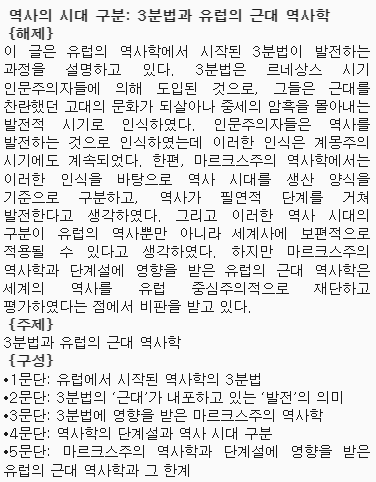 역사의 시대 구분: 3분법과 유럽의 근대 역사학
{해제}
이 글은 유럽의 역사학에서 시작된 3분법이 발전하는
과정을 설명하고 있다. 3분법은 르네상스 시기
인문주의자들에 의해 도입된 것으로, 그들은 근대를
찬란했던 고대의 문화가 되살아나 중세의 암흑을 몰아내는
발전적 시기로 인식하였다. 인문주의자들은 역사를
발전하는 것으로 인식하였는데 이러한 인식은 계몽주의
시기에도 계속되었다. 한편, 마르크스주의 역사학에서는
이러한 인식을 바탕으로 역사 시대를 생산 양식을
기준으로 구분하고, 역사가 필연적 단계를 거쳐
발전한다고 생각하였다. 그리고 이러한 역사 시대의
구분이 유럽의 역사뿐만 아니라 세계사에 보편적으로
적용될 수 있다고 생각하였다. 하지만 마르크스주의
역사학과 단계설에 영향을 받은 유럽의 근대 역사학은
세계의 역사를 유럽 중심주의적으로 재단하고
평가하였다는 점에서 비판을 받고 있다.
{주제}
3분법과 유럽의 근대 역사학
{구성}
•1문단: 유럽에서 시작된 역사학의 3분법
•2문단: 3분법의 ‘근대’가 내포하고 있는 ‘발전’의 의미
•3문단: 3분법에 영향을 받은 마르크스주의 역사학
•4문단: 역사학의 단계설과 역사 시대 구분
•5문단: 마르크스주의 역사학과 단계설에 영향을 받은
유럽의 근대 역사학과 그 한계